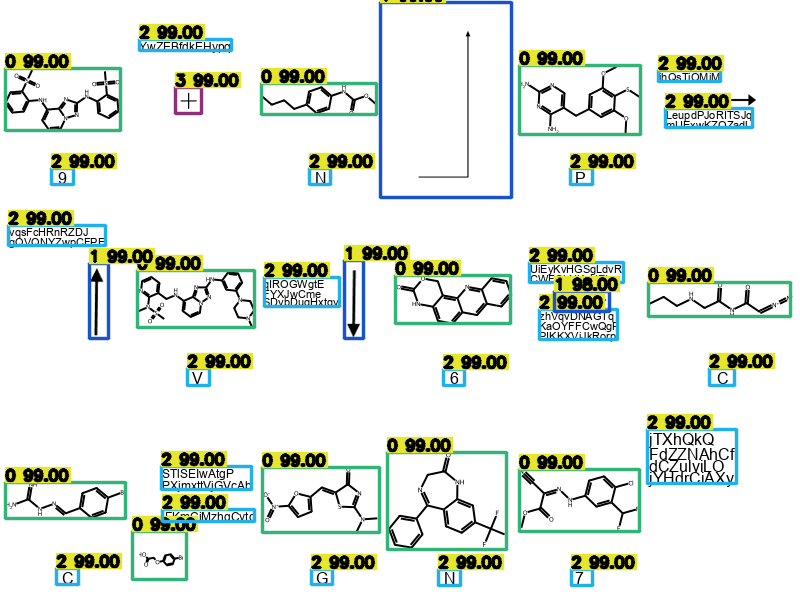 0 99.00
2 99.00
YwZEBfdkEHypq
3 99.00
0 99.00
0 99.00
2 99.00
2 99.00
LeupdPJoRITSJq
2 99.00
9
2 99.00
N
2 99.00
P
2 99.00
vqsFcHRnRZDJ
1 99.00
0 99.00
2 99.00
1 99.00
0 99.00
2 99.00
UiEyKvHGSgLdvR
1 98.00
2 99.00
zhVqvDNAGTq
KaOYFFCwQgF
0 99.00
2 99.00
V
2 99.00
6
2 99.00
C
0 99.00
2 99.00
STISEIwAtgP
2 99.00
0 99.00
0 99.00
0 99.00
0 99.00
2 99.00
jTXhQkQ
FdZZNAhCf
dCZuIviLO
2 99.00
C
2 99.00
G
2 99.00
N
2 99.00
7